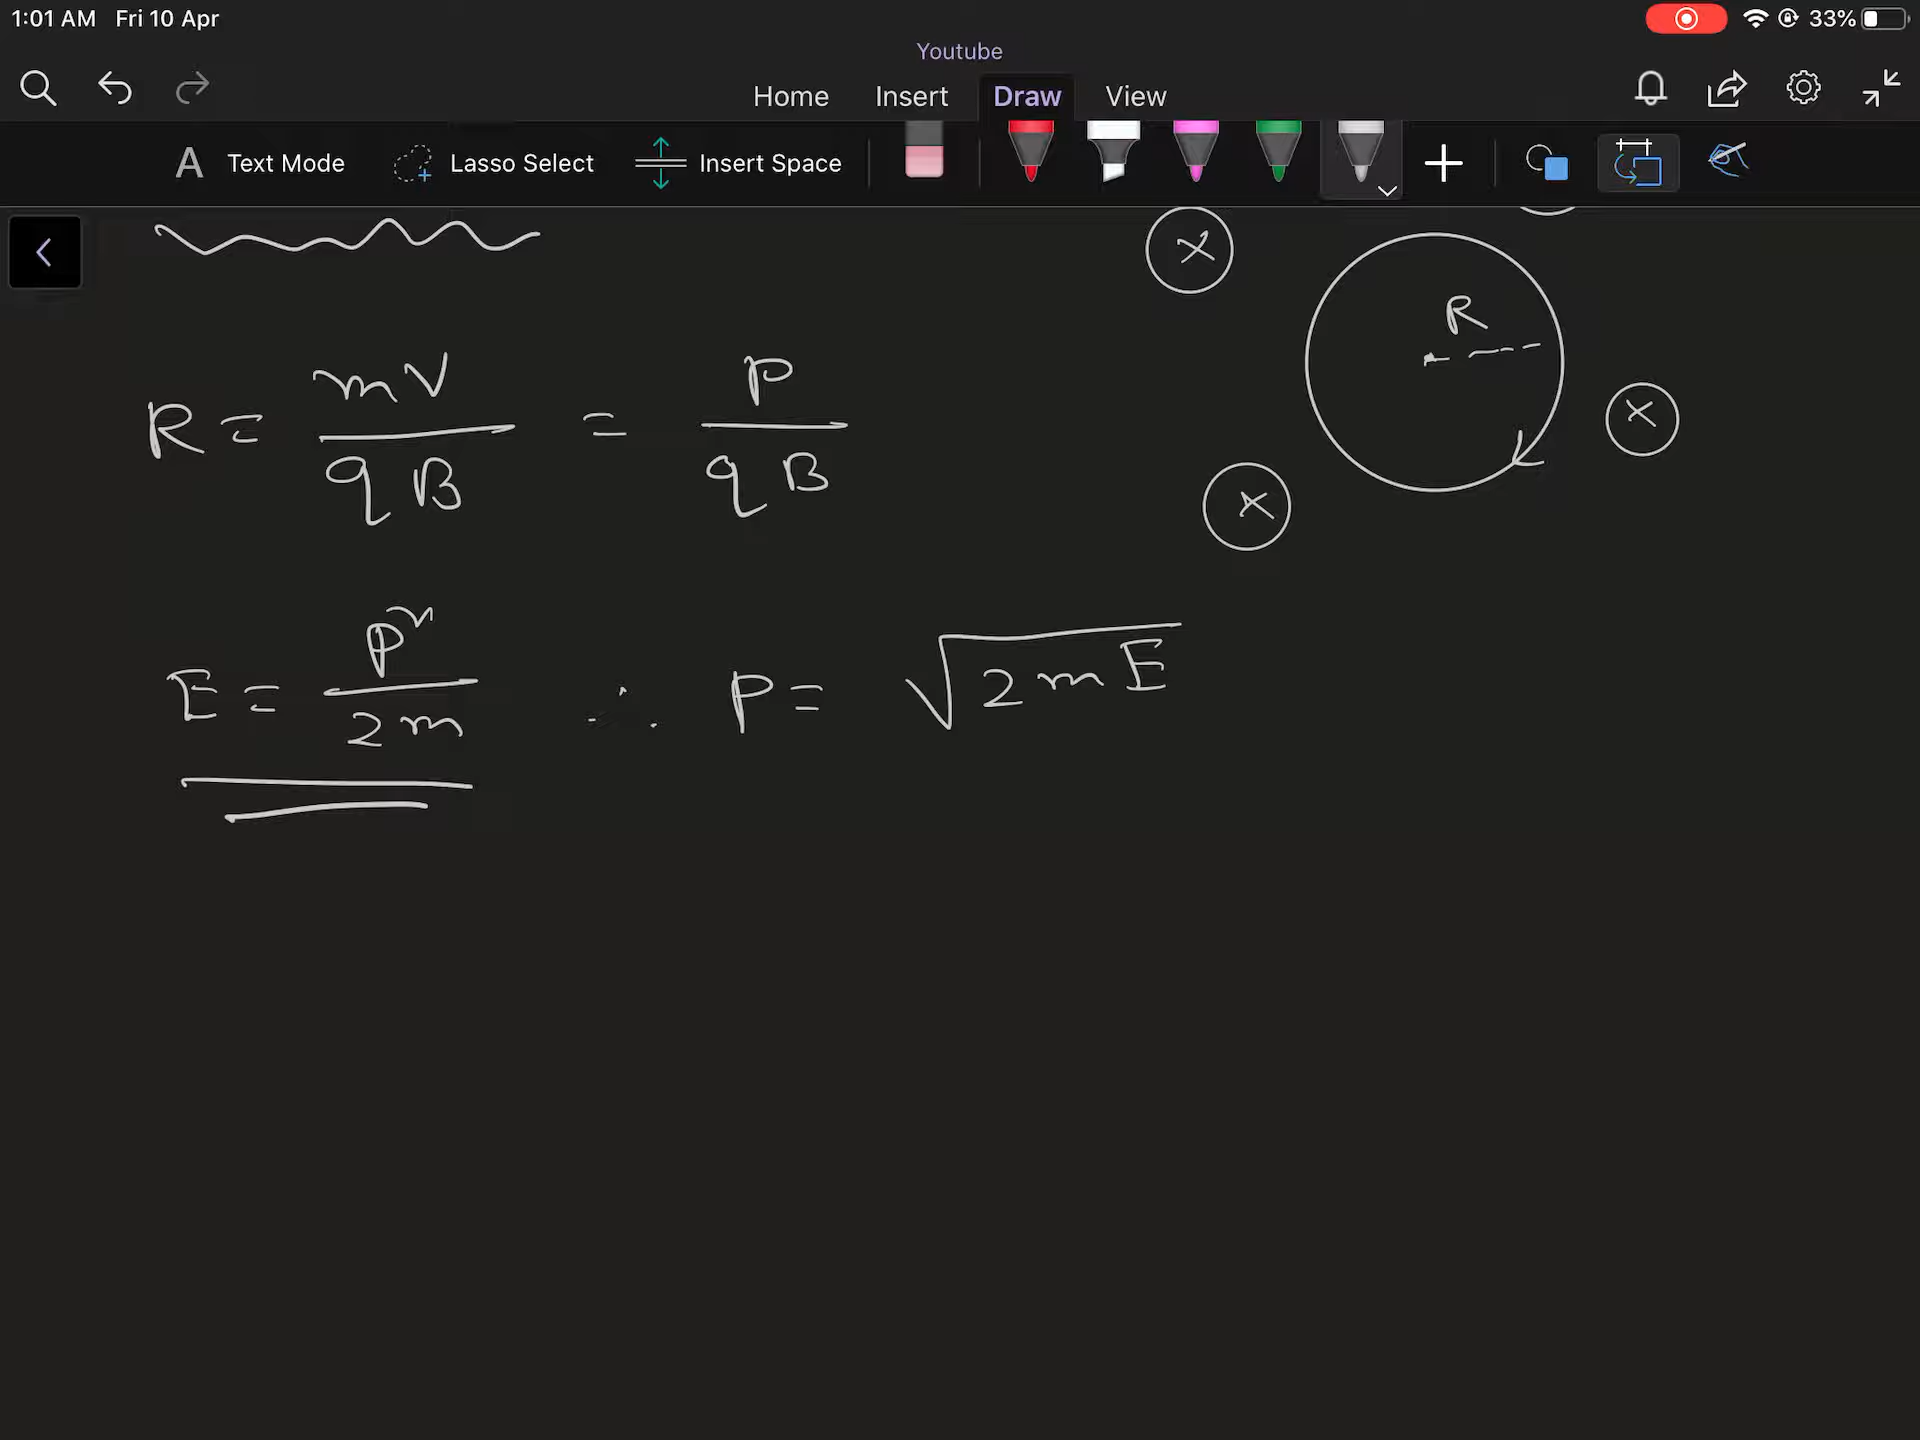 1:01 AM Fri 10 Apr 33%
Youtube
Home Insert Draw View
A Text Mode Lasso Select Insert Space
R = mV / qB = P / qB
R
E = P² / 2m ∴ P = √2mE